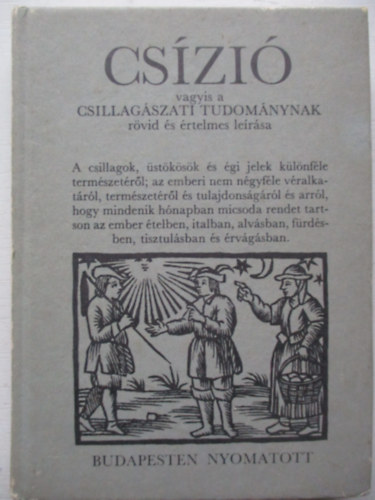 CSÍZIÓ
vagyis a
CSILLAGÁSZATI TUDOMÁNYNAK
rövid és értelmes leírása
A csillagok, üstökösök és égi jelek különféle
természetéről; az emberi nem négyféle véralka-
táról, természetéről és tulajdonságáról és arról,
hogy mindenik hónapban micsoda rendet tart-
son az ember ételben, italban, alvásban, fürdés-
ben, tisztulásban és érvágásban.
BUDAPESTEN NYOMATOTT